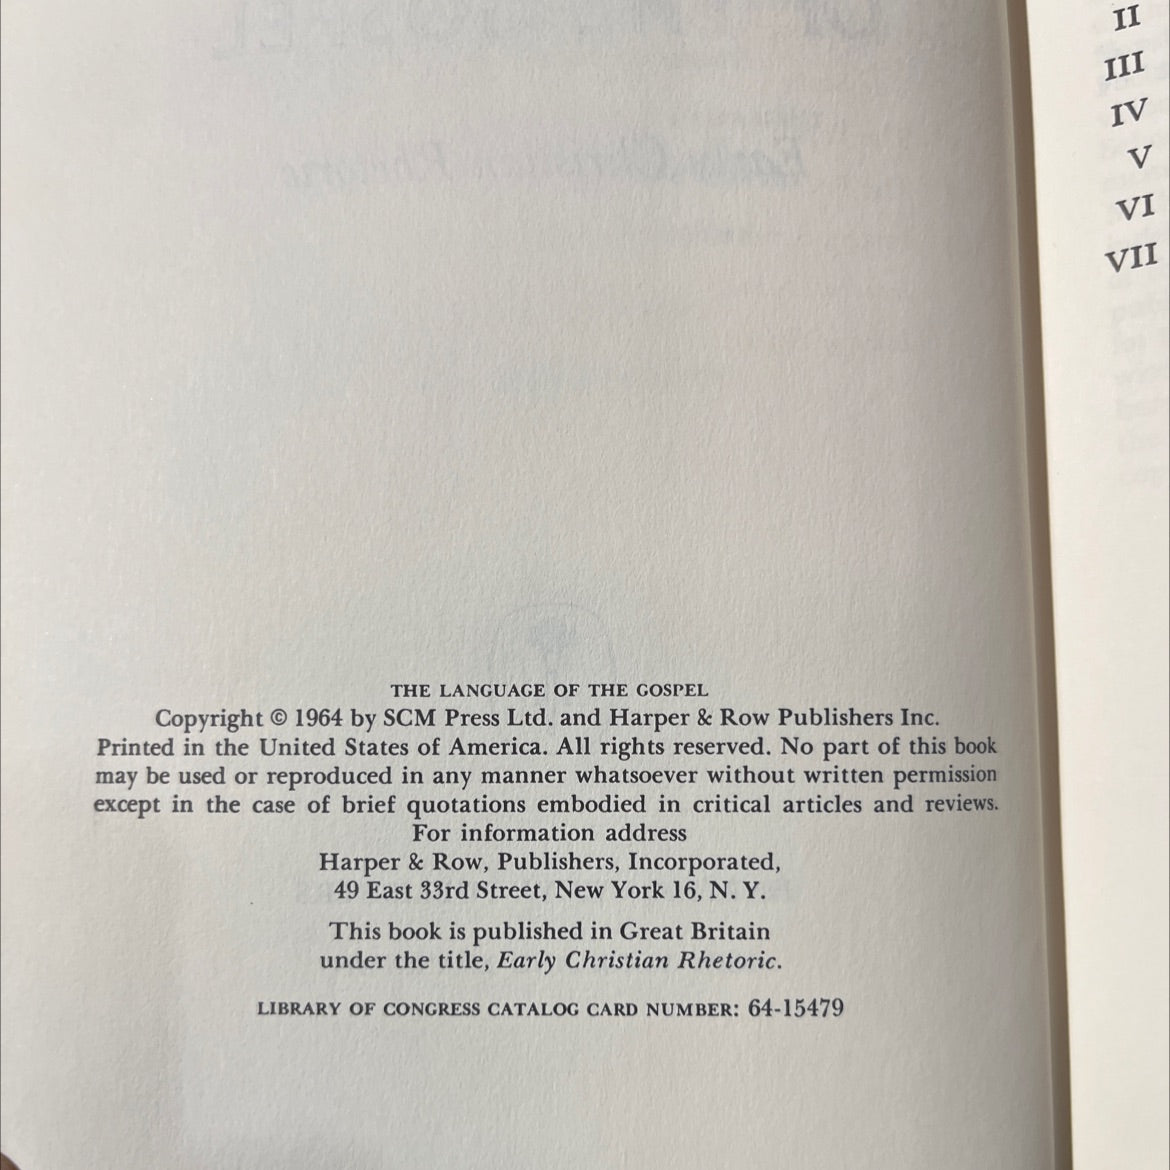 THE LANGUAGE OF THE GOSPEL
Copyright © 1964 by SCM Press Ltd. and Harper & Row Publishers Inc.
Printed in the United States of America. All rights reserved. No part of this book
may be used or reproduced in any manner whatsoever without written permission
except in the case of brief quotations embodied in critical articles and reviews.
For information address
Harper & Row, Publishers, Incorporated,
49 East 33rd Street, New York 16, N. Y.
This book is published in Great Britain
under the title, Early Christian Rhetoric.
LIBRARY OF CONGRESS CATALOG CARD NUMBER: 64-15479
II
III
IV
V
VI
VII